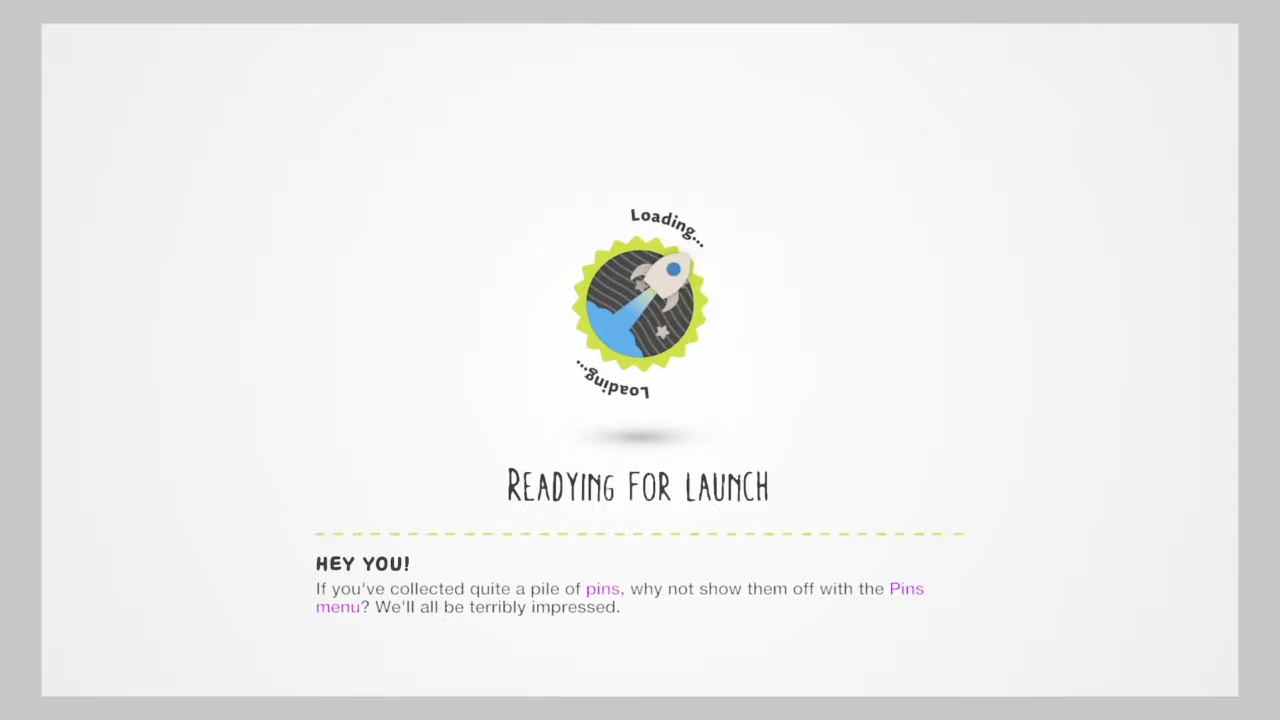 Loading...
Loading...
Readying for launch
HEY YOU!
If you've collected quite a pile of pins, why not show them off with the Pins
menu? We'll all be terribly impressed.